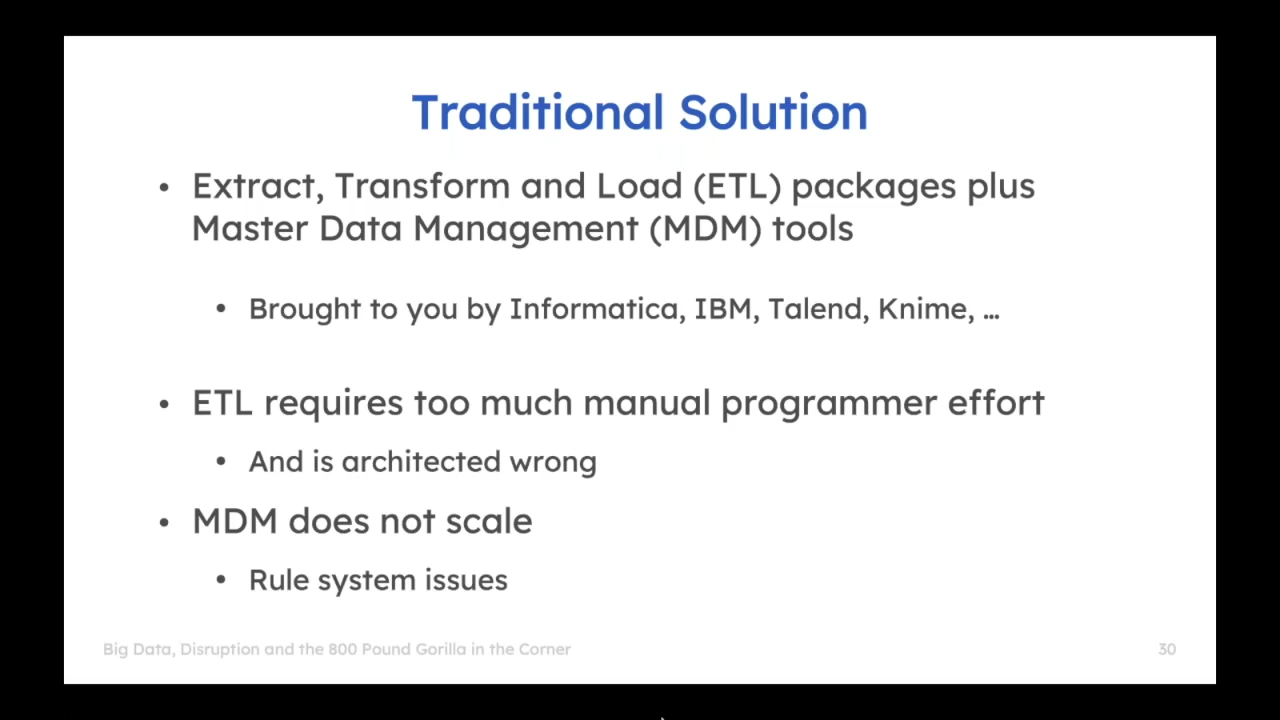 Traditional Solution
• Extract, Transform and Load (ETL) packages plus
Master Data Management (MDM) tools
• Brought to you by Informatica, IBM, Talend, Knime, …
• ETL requires too much manual programmer effort
• And is architected wrong
• MDM does not scale
• Rule system issues
Big Data, Disruption and the 800 Pound Gorilla in the Corner
30